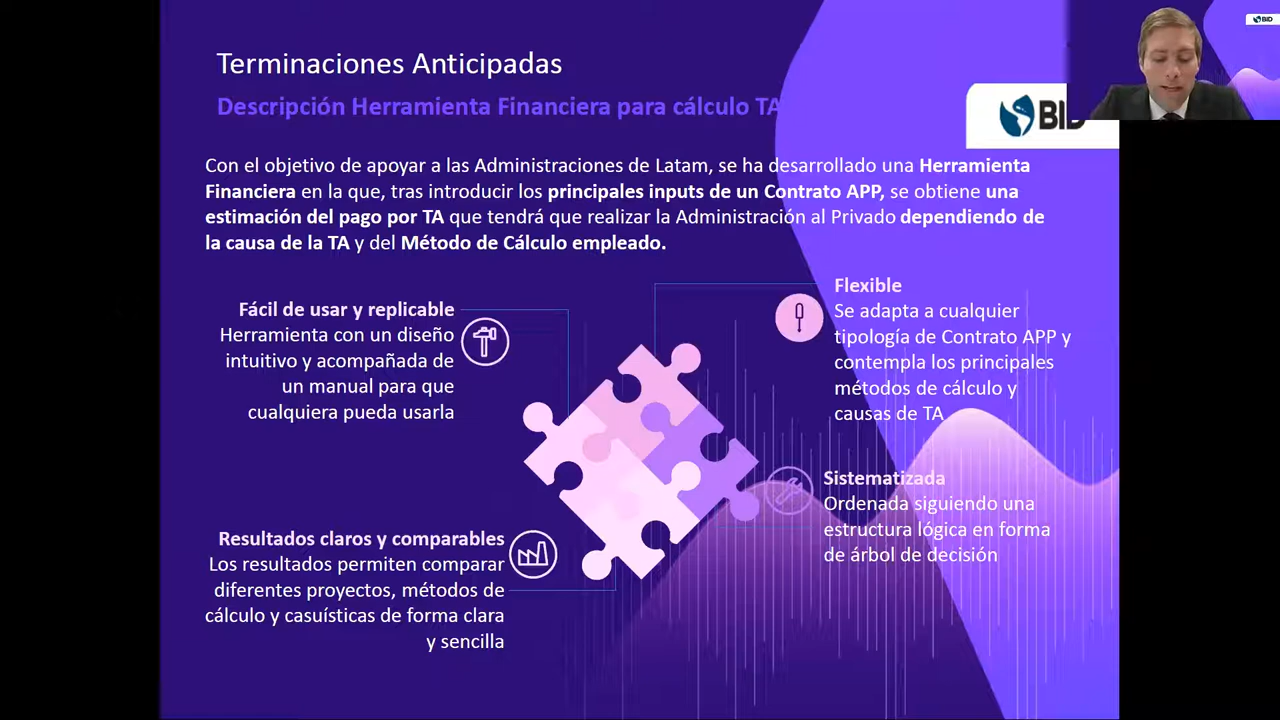 Terminaciones Anticipadas
Descripción Herramienta Financiera para cálculo TA
BID
BID
Con el objetivo de apoyar a las Administraciones de Latam, se ha desarrollado una Herramienta
Financiera en la que, tras introducir los principales inputs de un Contrato APP, se obtiene una
estimación del pago por TA que tendrá que realizar la Administración al Privado dependiendo de
la causa de la TA y del Método de Cálculo empleado.
Fácil de usar y replicable
Herramienta con un diseño
intuitivo y acompañada de
un manual para que
cualquiera pueda usarla
Flexible
Se adapta a cualquier
tipología de Contrato APP y
contempla los principales
métodos de cálculo y
causas de TA
Resultados claros y comparables
Los resultados permiten comparar
diferentes proyectos, métodos de
cálculo y casuísticas de forma clara
y sencilla
Sistematizada
Ordenada siguiendo una
estructura lógica en forma
de árbol de decisión